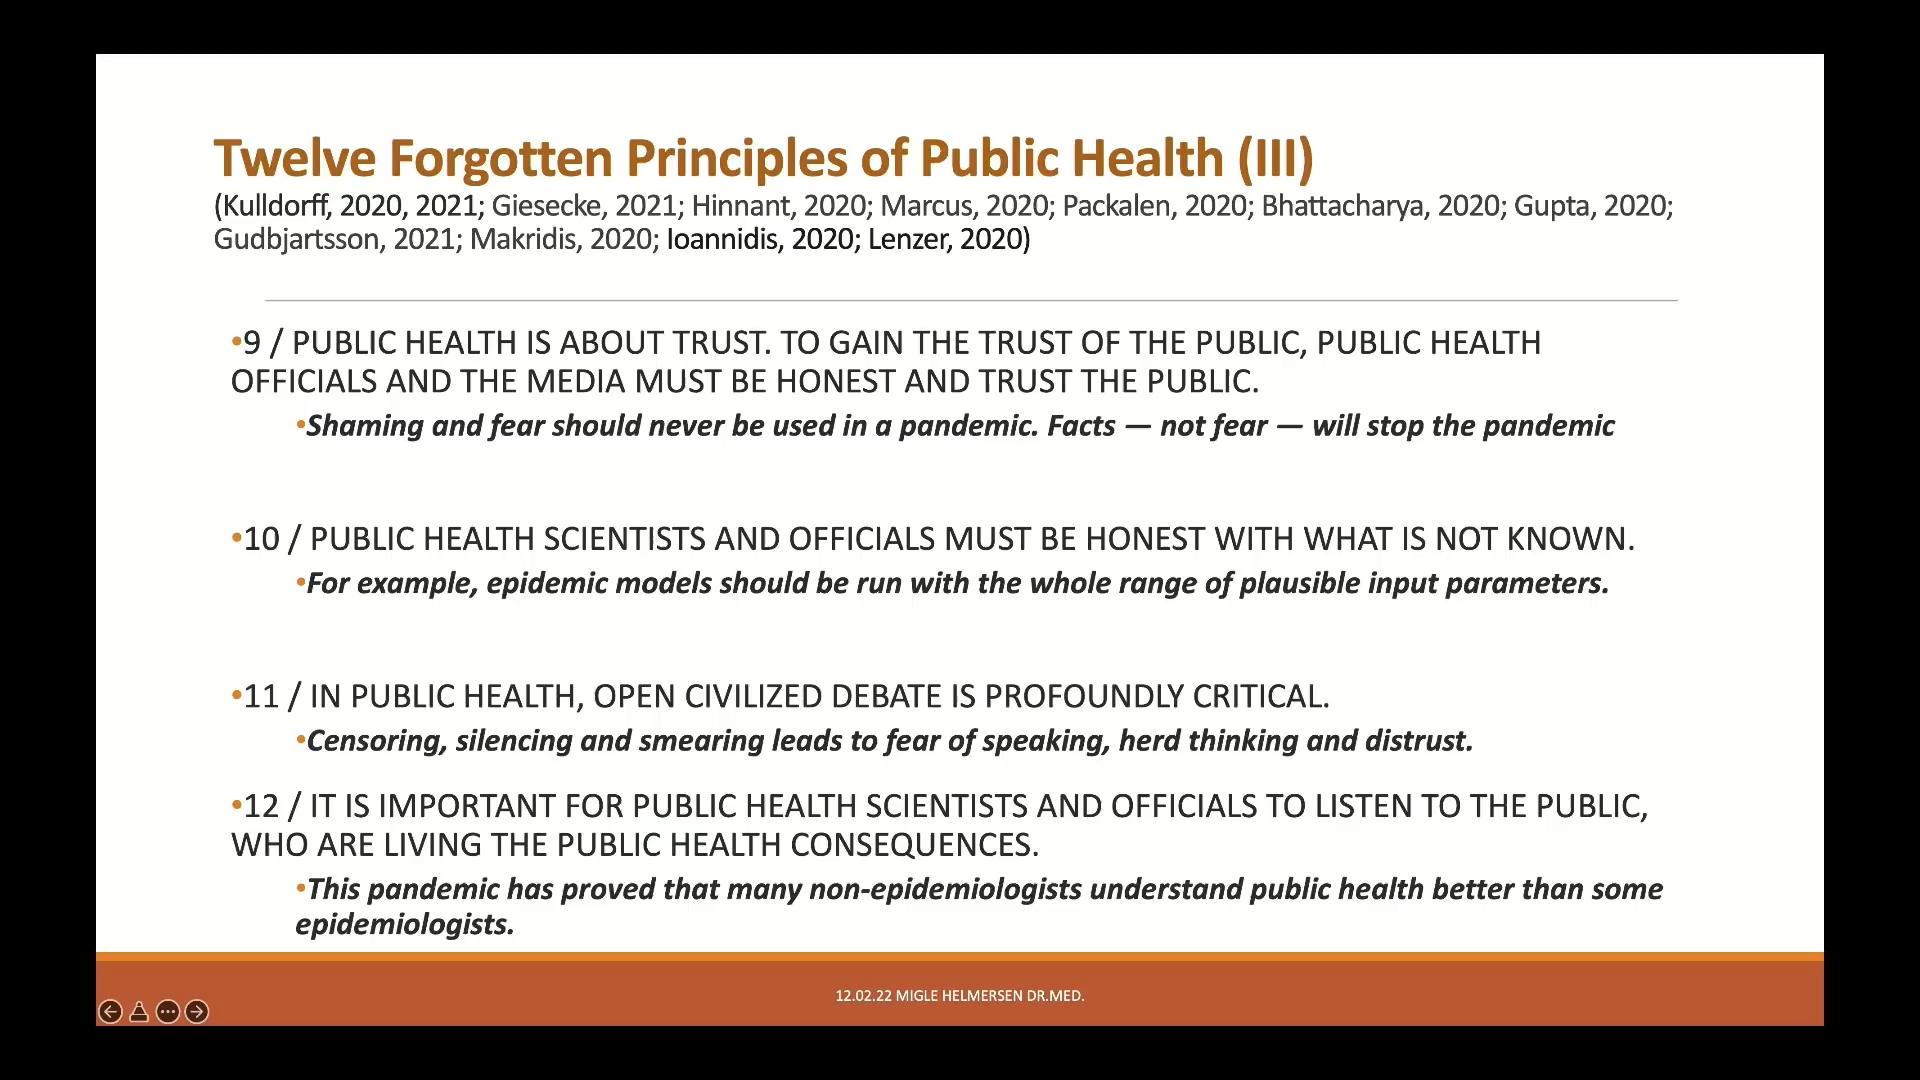 Twelve Forgotten Principles of Public Health (III)
(Kulldorff, 2020, 2021; Giesecke, 2021; Hinnant, 2020; Marcus, 2020; Packalen, 2020; Bhattacharya, 2020; Gupta, 2020;
Gudbjartsson, 2021; Makridis, 2020; Ioannidis, 2020; Lenzer, 2020)
•9 / PUBLIC HEALTH IS ABOUT TRUST. TO GAIN THE TRUST OF THE PUBLIC, PUBLIC HEALTH
OFFICIALS AND THE MEDIA MUST BE HONEST AND TRUST THE PUBLIC.
•Shaming and fear should never be used in a pandemic. Facts — not fear — will stop the pandemic
•10 / PUBLIC HEALTH SCIENTISTS AND OFFICIALS MUST BE HONEST WITH WHAT IS NOT KNOWN.
•For example, epidemic models should be run with the whole range of plausible input parameters.
•11 / IN PUBLIC HEALTH, OPEN CIVILIZED DEBATE IS PROFOUNDLY CRITICAL.
•Censoring, silencing and smearing leads to fear of speaking, herd thinking and distrust.
•12 / IT IS IMPORTANT FOR PUBLIC HEALTH SCIENTISTS AND OFFICIALS TO LISTEN TO THE PUBLIC,
WHO ARE LIVING THE PUBLIC HEALTH CONSEQUENCES.
•This pandemic has proved that many non-epidemiologists understand public health better than some
epidemiologists.
12.02.22 MIGLE HELMERSEN DR.MED.